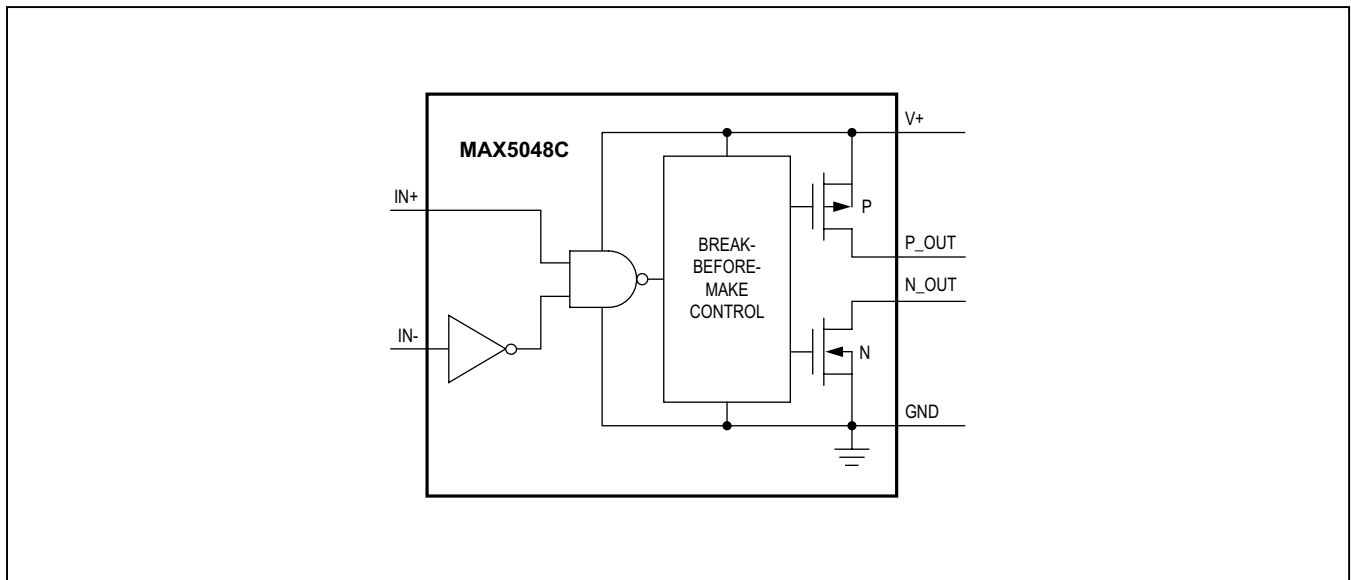 MAX5048C
V+
IN+
P
BREAK-
BEFORE-
MAKE
CONTROL
P_OUT
N_OUT
IN-
N
GND